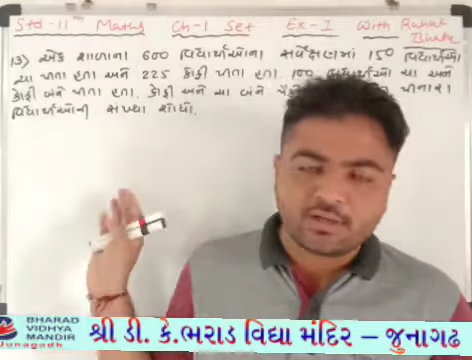 Std-11th Maths Ch-1 Set Ex-I With Rahul Bhatt
13) એક શાળાના 600 વિદ્યાર્થીઓના સર્વેક્ષણમાં 150 વિદ્યાર્થીઓ
ચા પીતા હતા અને 225 કોફી પીતા હતા. 100 વિદ્યાર્થીઓ ચા અને
કોફી બંને પીતા હતા. કોફી અને ચા બંને પીનારા
વિદ્યાર્થીઓની સંખ્યા શોધો.
BHARAD
VIDHYA
MANDIR
Junagadh
શ્રી ડી. કે.ભરાડ વિદ્યા મંદિર – જુનાગઢ